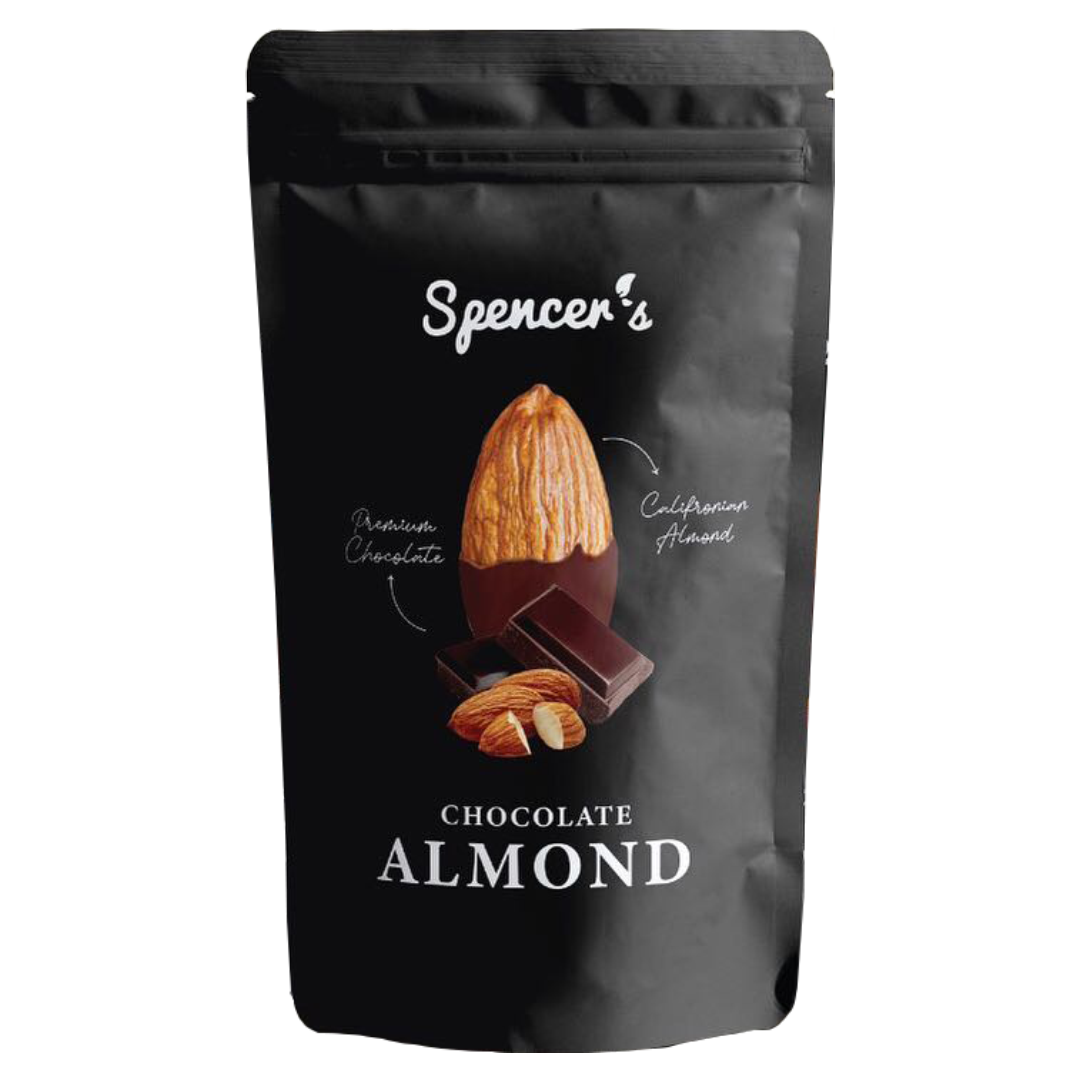 Spencer's
Califronian
Almond
Premium
Chocolate
CHOCOLATE
ALMOND